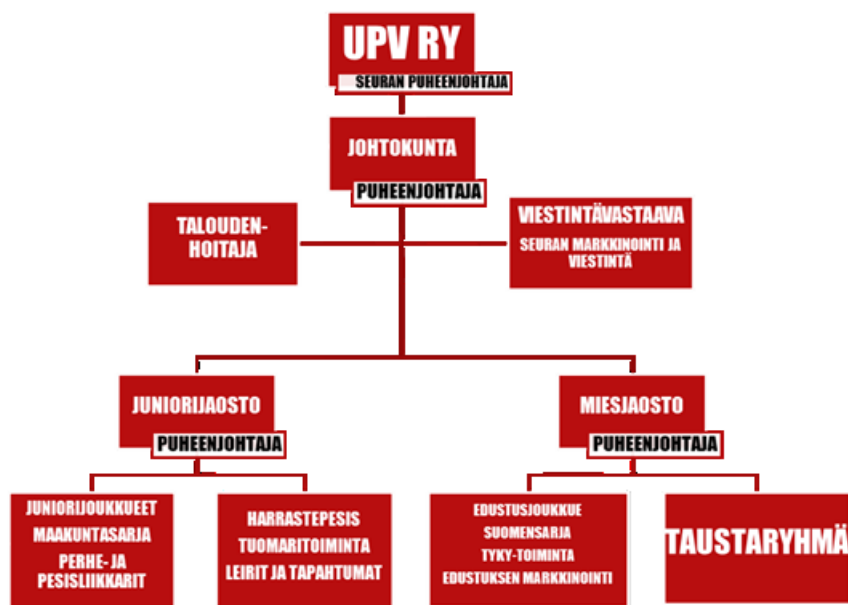 UPV RY
SEURAN PUHEENJOHTAJA
JOHTOKUNTA
PUHEENJOHTAJA
TALOUDEN-
HOITAJA
VIESTINTÄVASTAAVA
SEURAN MARKKINOINTI JA
VIESTINTÄ
JUNIORIJAOSTO
PUHEENJOHTAJA
MIESJAOSTO
PUHEENJOHTAJA
JUNIORIJOUKKUEET
MAAKUNTASARJA
PERHE- JA
PESISLIIKKARIT
HARRASTEPESIS
TUOMARITOIMINTA
LEIRIT JA TAPAHTUMAT
EDUSTUSJOUKKUE
SUOMENSARJA
TYKY-TOIMINTA
EDUSTUKSEN MARKKINOINTI
TAUSTARYHMÄ